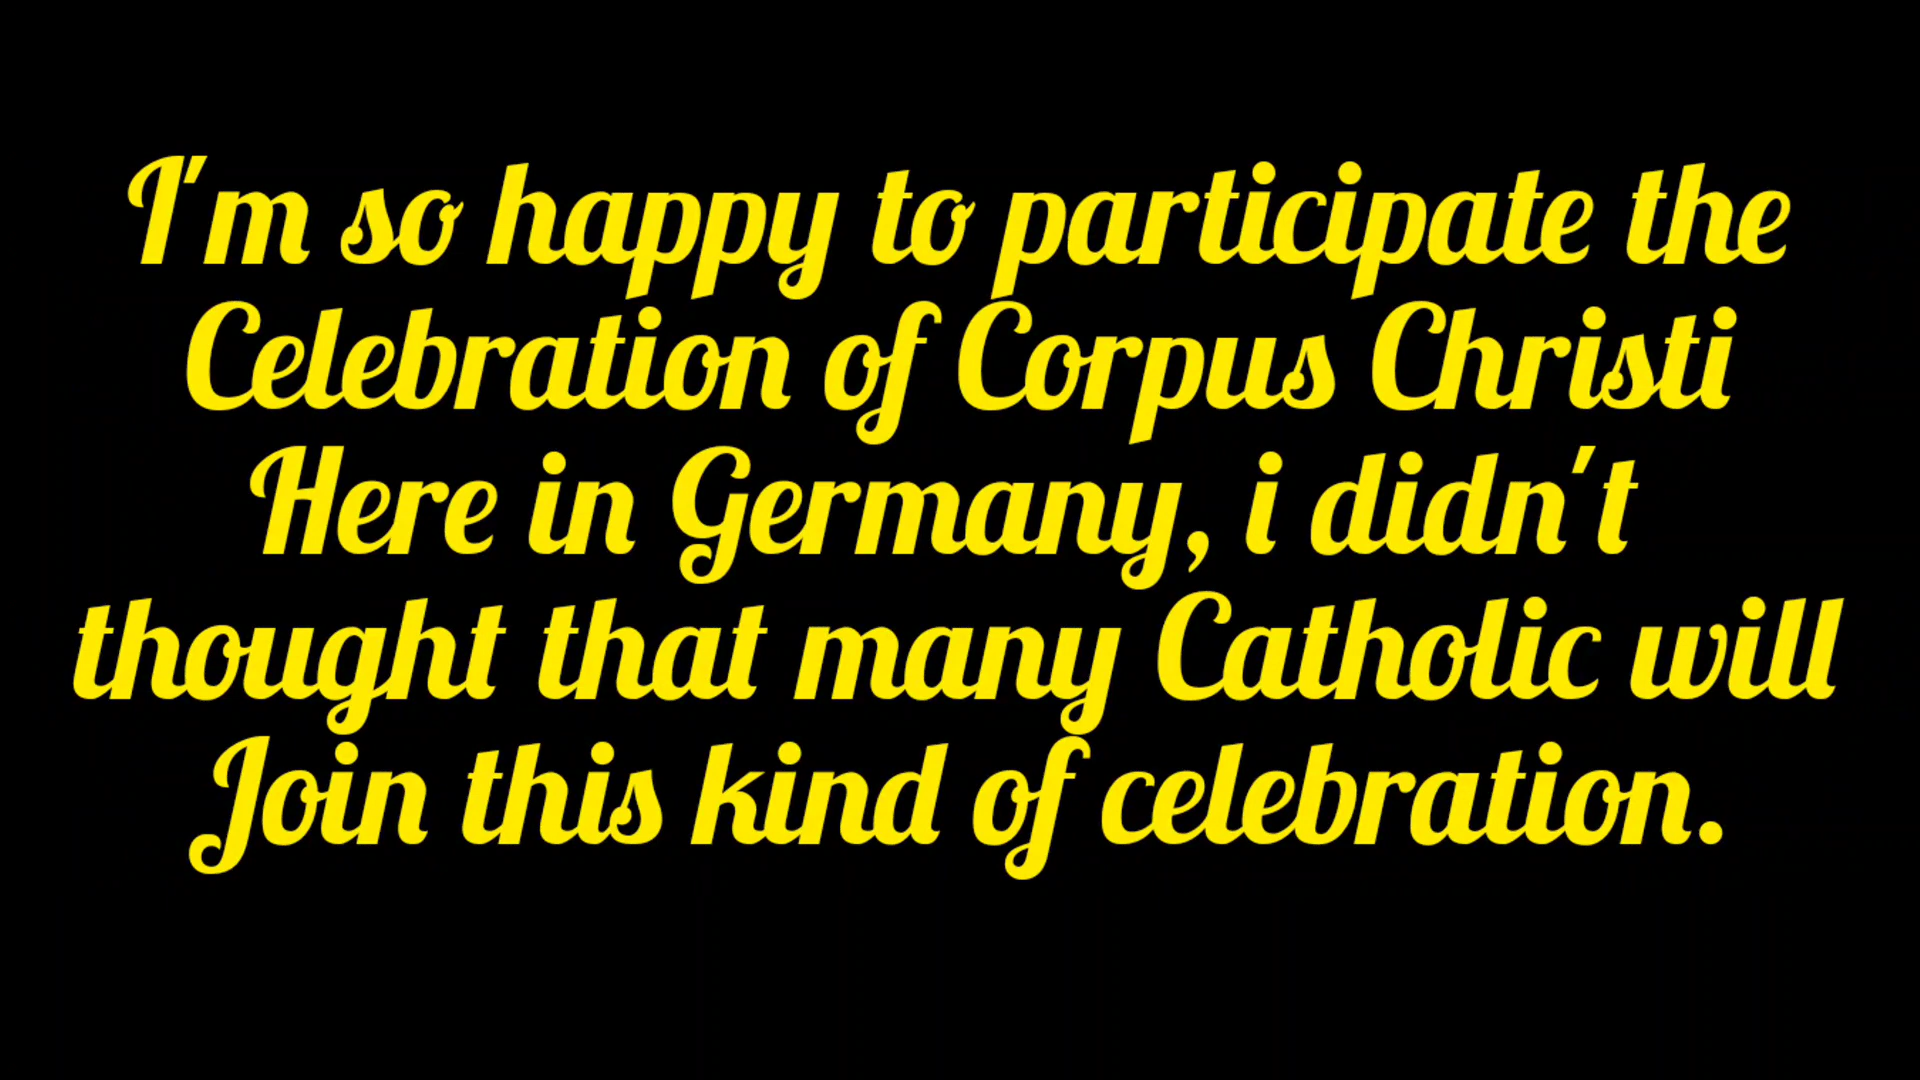 I'm so happy to participate the
Celebration of Corpus Christi
Here in Germany, i didn't
thought that many Catholic will
Join this kind of celebration.